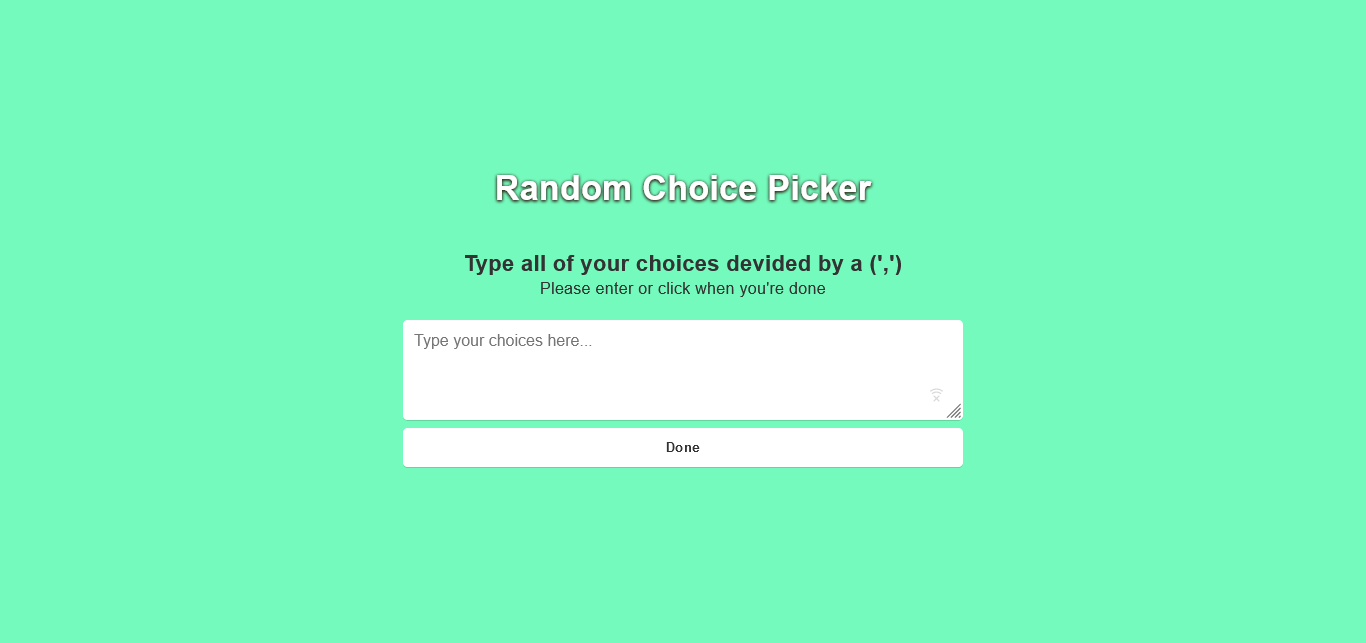 Random Choice Picker
Type all of your choices devided by a (',')
Please enter or click when you're done
Type your choices here...
Done